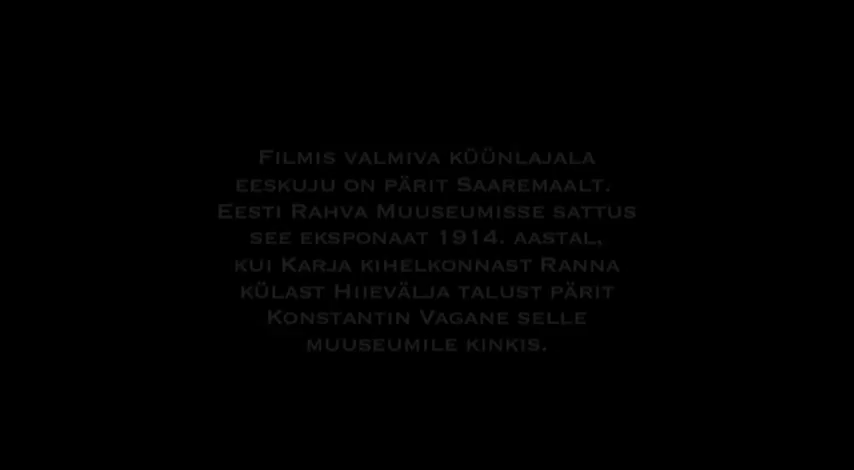 Filmis valmiva küünlajala
eeskuju on pärit Saaremaalt.
Eesti Rahva Muuseumisse sattus
see eksponaat 1914. aastal,
kui Karja kihelkonnast Ranna
külast Hiievälja talust pärit
Konstantin Vagane selle
muuseumile kinkis.